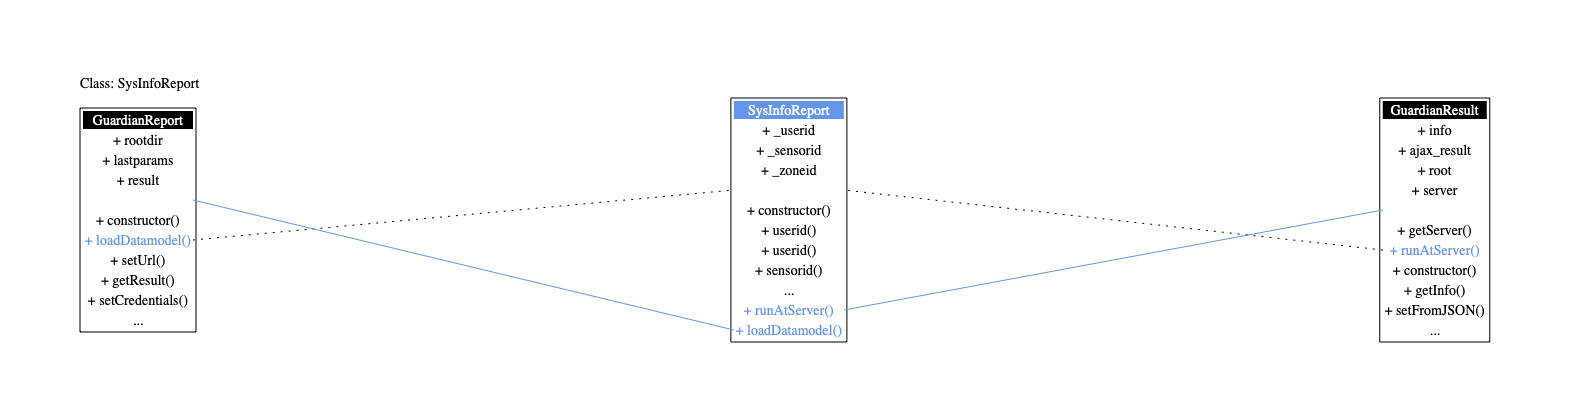 Class: SysInfoReport
GuardianReport
+ rootdir
+ lastparams
+ result
+ constructor()
+ loadDatamodel()
+ setUrl()
+ getResult()
+ setCredentials()
...
SysInfoReport
+ _userid
+ _sensorid
+ _zoneid
+ constructor()
+ userid()
+ userid()
+ sensorid()
...
+ runAtServer()
+ loadDatamodel()
GuardianResult
+ info
+ ajax_result
+ root
+ server
+ getServer()
+ runAtServer()
+ constructor()
+ getInfo()
+ setFromJSON()
...